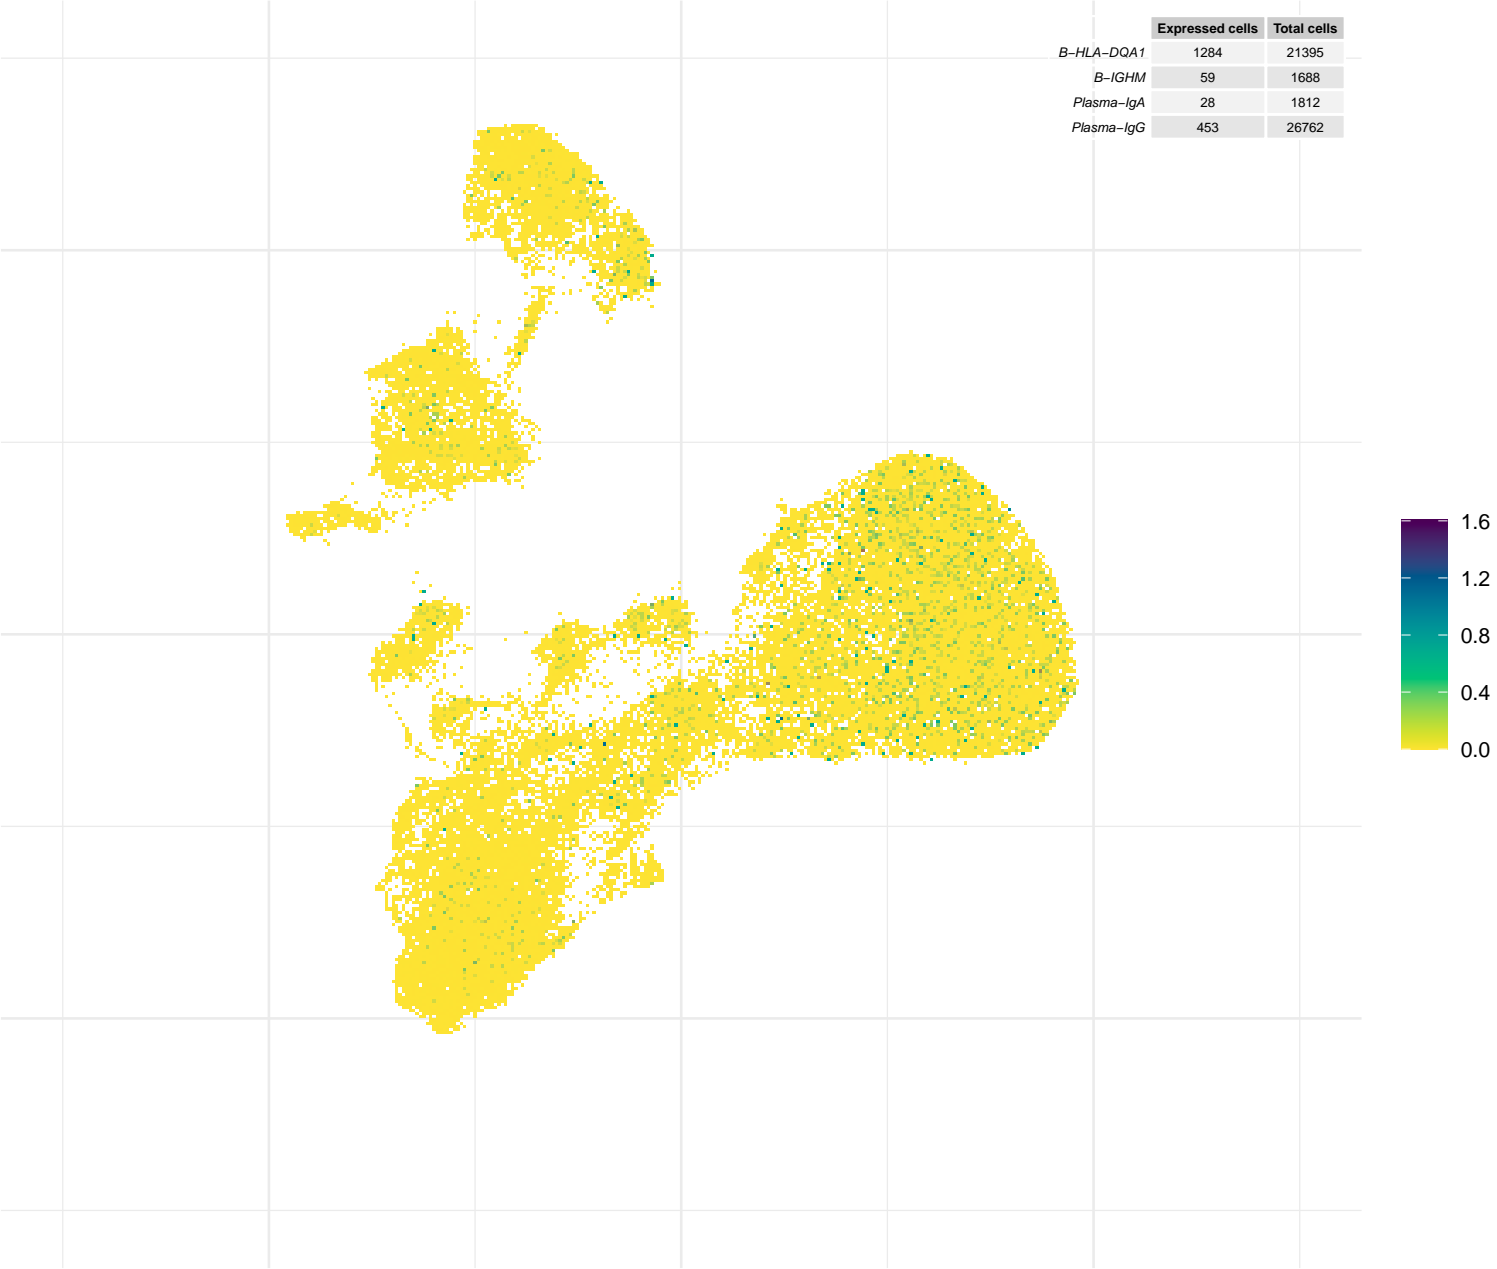 Expressed cells Total cells
B–HLA–DQA1 1284 21395
B–IGHM 59 1688
Plasma–IgA 28 1812
Plasma–IgG 453 26762
1.6
1.2
0.8
0.4
0.0